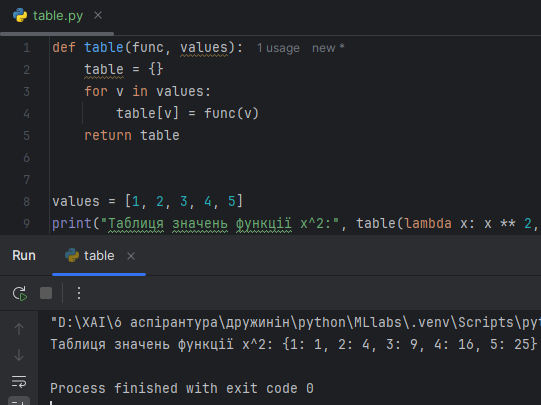 table.py
1 def table(func, values): 1 usage new *
2 table = {}
3 for v in values:
4 table[v] = func(v)
5 return table
6
7
8 values = [1, 2, 3, 4, 5]
9 print("Таблиця значень функції x^2:", table(lambda x: x ** 2,
Run table
"D:\XAI\6 аспірантура\дружинін\python\MLlabs\.venv\Scripts\pyt
Таблиця значень функції x^2: {1: 1, 2: 4, 3: 9, 4: 16, 5: 25}
Process finished with exit code 0